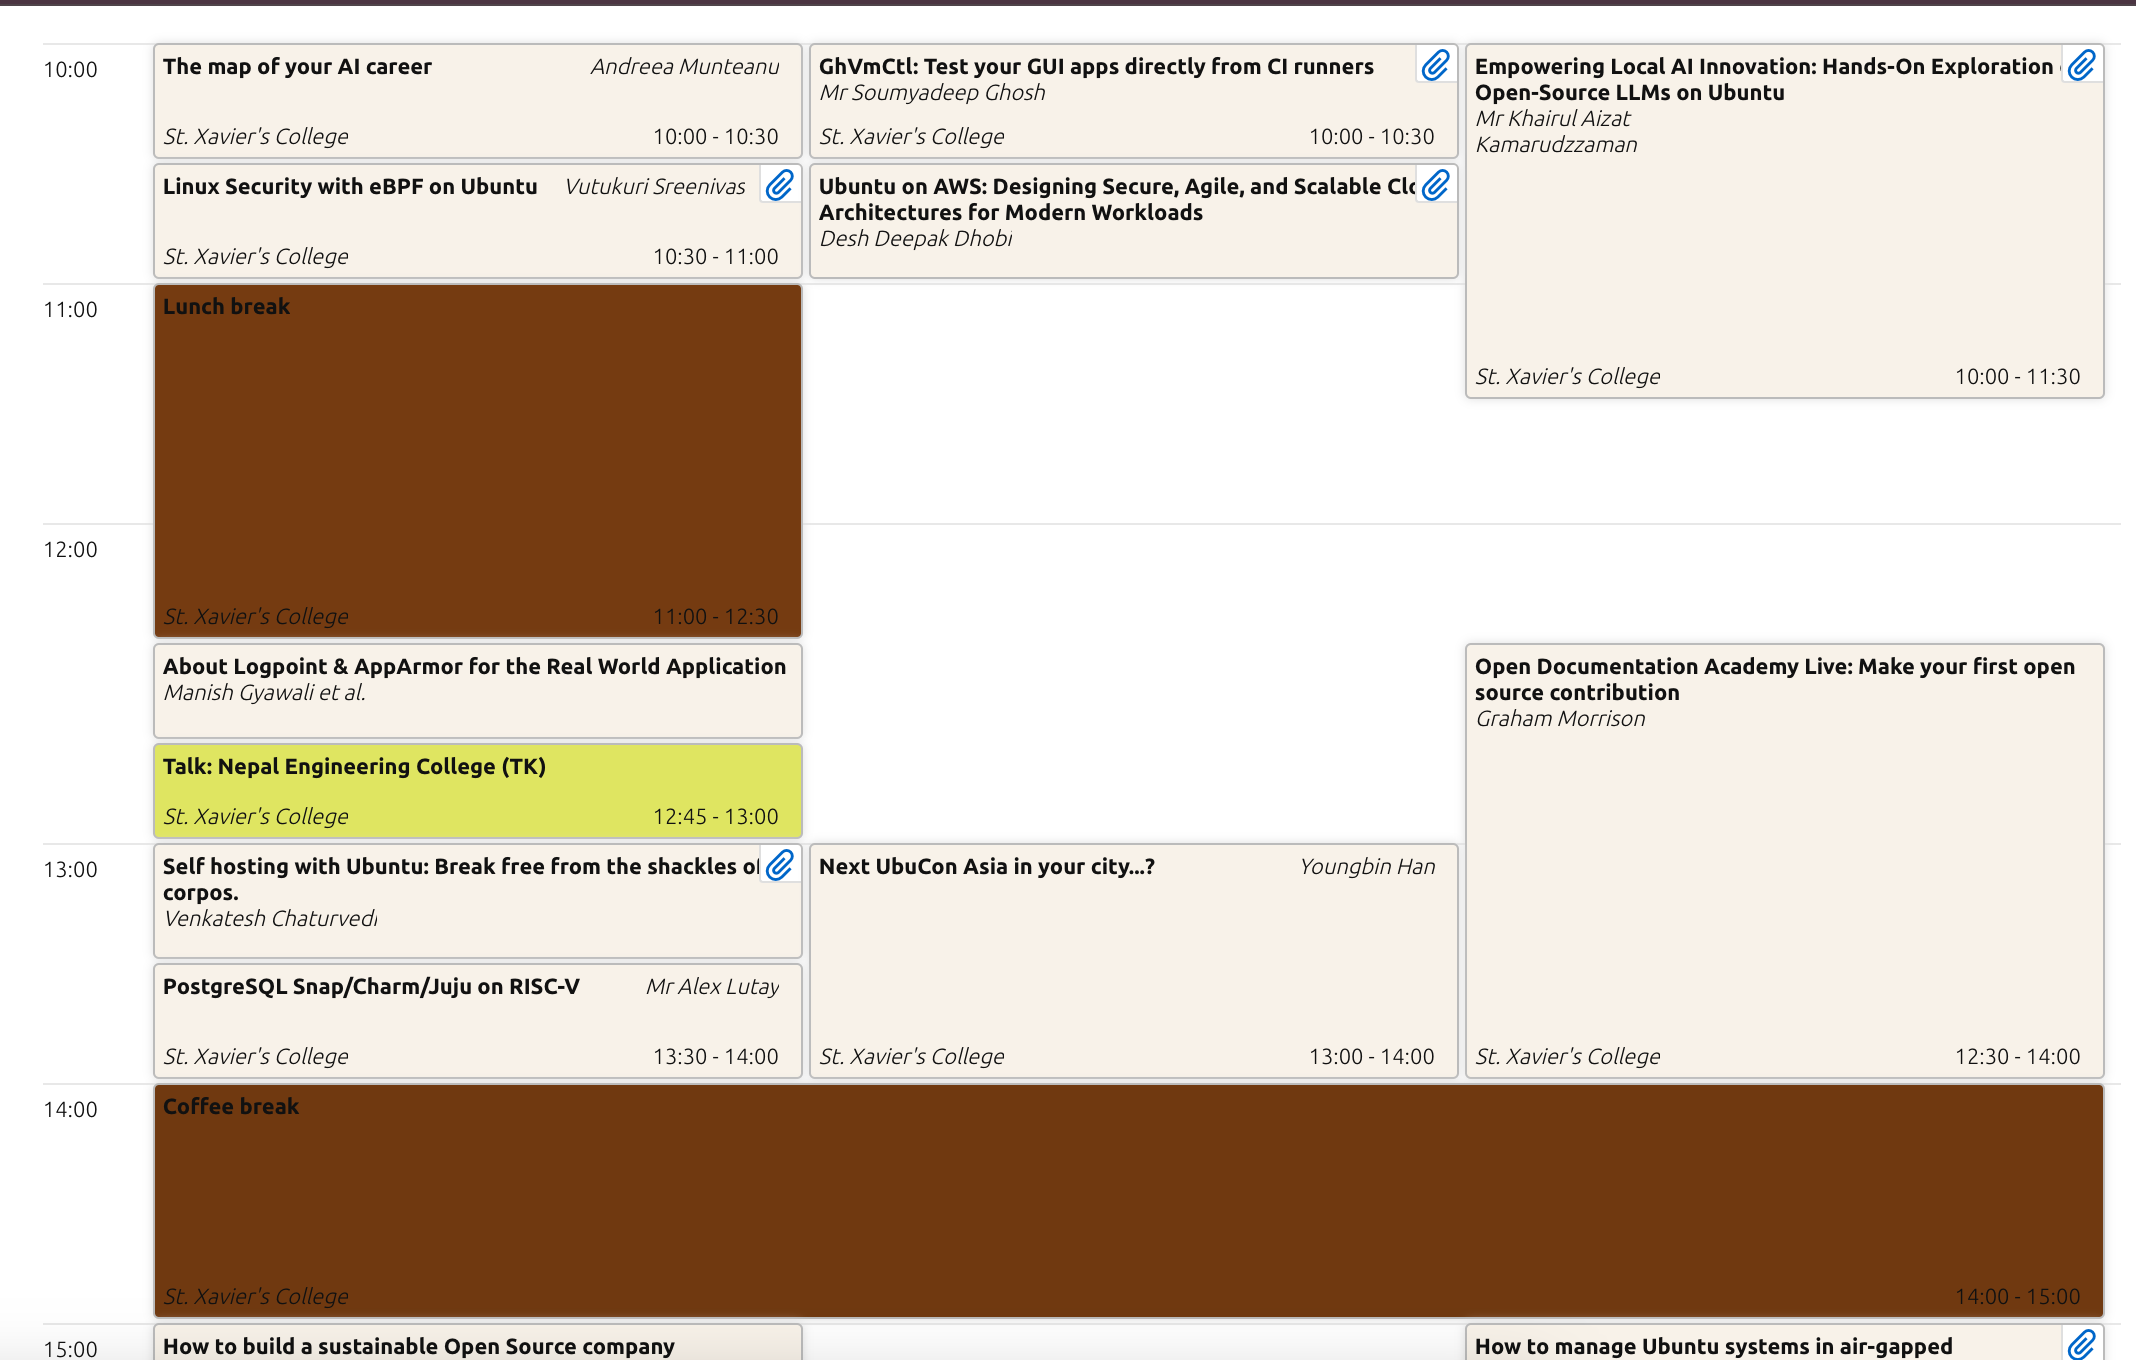 10:00
The map of your AI career
Andreea Munteanu
St. Xavier's College
10:00 - 10:30
GhVmCtl: Test your GUI apps directly from CI runners
Mr Soumyadeep Ghosh
St. Xavier's College
10:00 - 10:30
Empowering Local AI Innovation: Hands-On Exploration
Open-Source LLMs on Ubuntu
Mr Khairul Aizat
Kamarudzzaman
St. Xavier's College
10:00 - 11:30
Linux Security with eBPF on Ubuntu
Vutukuri Sreenivas
St. Xavier's College
10:30 - 11:00
Ubuntu on AWS: Designing Secure, Agile, and Scalable
Architectures for Modern Workloads
Desh Deepak Dhobi
11:00
Lunch break
St. Xavier's College
11:00 - 12:30
12:00
About Logpoint & AppArmor for the Real World Application
Manish Gyawali et al.
Talk: Nepal Engineering College (TK)
St. Xavier's College
12:45 - 13:00
Open Documentation Academy Live: Make your first open
source contribution
Graham Morrison
St. Xavier's College
12:30 - 14:00
13:00
Self hosting with Ubuntu: Break free from the shackles of
corpos.
Venkatesh Chaturvedi
PostgreSQL Snap/Charm/Juju on RISC-V
Mr Alex Lutay
St. Xavier's College
13:30 - 14:00
Next UbuCon Asia in your city...?
Youngbin Han
St. Xavier's College
13:00 - 14:00
14:00
Coffee break
St. Xavier's College
14:00 - 15:00
15:00
How to build a sustainable Open Source company
How to manage Ubuntu systems in air-gapped